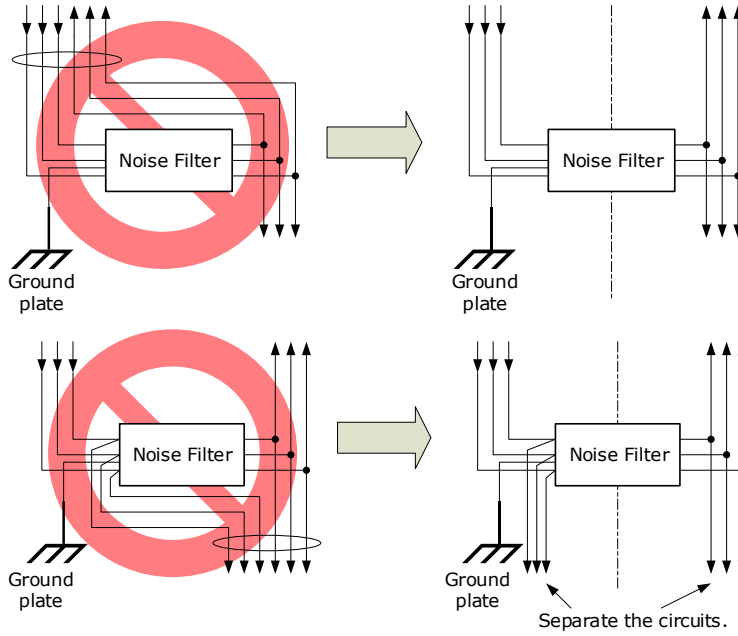 Noise Filter
Ground
plate
Noise Filter
Ground
plate
Noise Filter
Ground
plate
Noise Filter
Ground
plate
Separate the circuits.